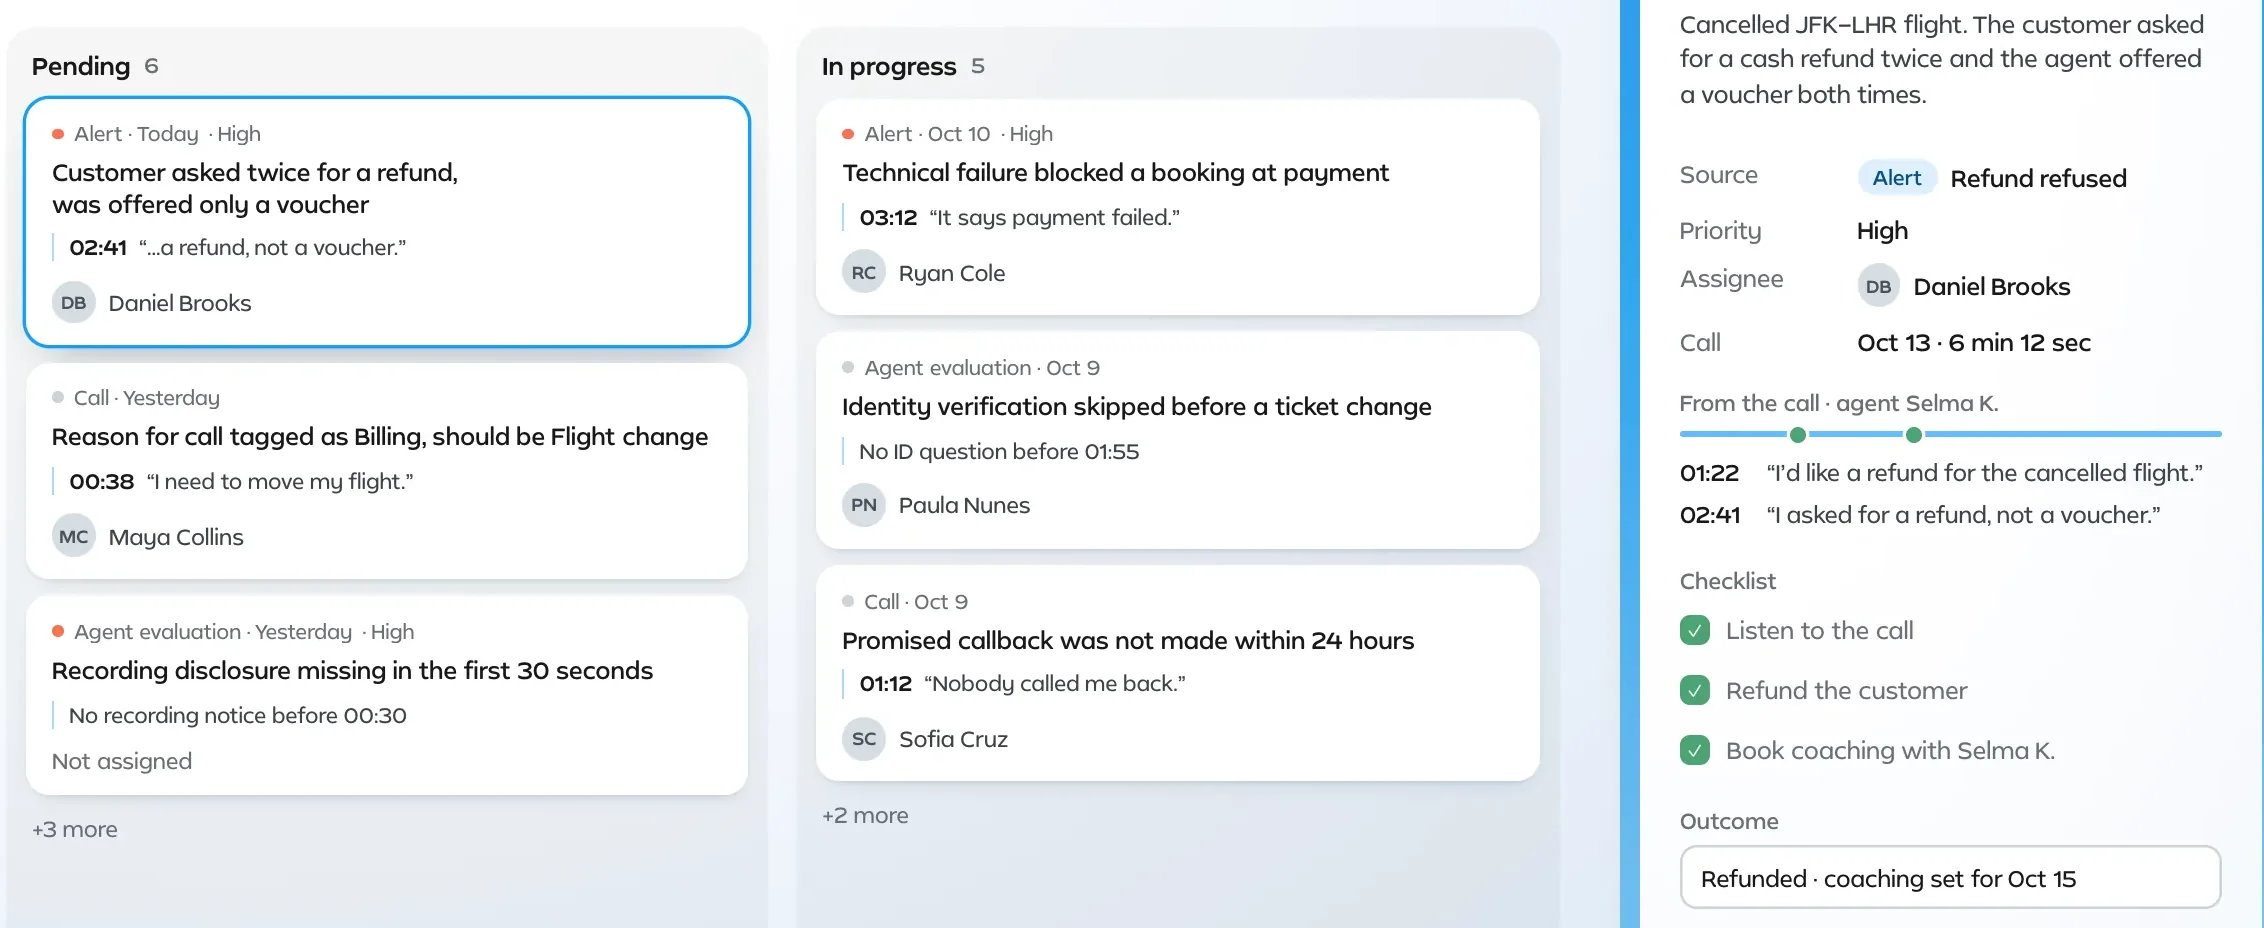 Pending 6
Alert · Today · High
Customer asked twice for a refund,
was offered only a voucher
02:41 “...a refund, not a voucher.”
DB Daniel Brooks
Call · Yesterday
Reason for call tagged as Billing, should be Flight change
00:38 “I need to move my flight.”
MC Maya Collins
Agent evaluation · Yesterday · High
Recording disclosure missing in the first 30 seconds
No recording notice before 00:30
Not assigned
+3 more
In progress 5
Alert · Oct 10 · High
Technical failure blocked a booking at payment
03:12 “It says payment failed.”
RC Ryan Cole
Agent evaluation · Oct 9
Identity verification skipped before a ticket change
No ID question before 01:55
PN Paula Nunes
Call · Oct 9
Promised callback was not made within 24 hours
01:12 “Nobody called me back.”
SC Sofia Cruz
+2 more
Cancelled JFK–LHR flight. The customer asked
for a cash refund twice and the agent offered
a voucher both times.
Source Alert Refund refused
Priority High
Assignee DB Daniel Brooks
Call Oct 13 · 6 min 12 sec
From the call · agent Selma K.
01:22 “I’d like a refund for the cancelled flight.”
02:41 “I asked for a refund, not a voucher.”
Checklist
Listen to the call
Refund the customer
Book coaching with Selma K.
Outcome
Refunded · coaching set for Oct 15